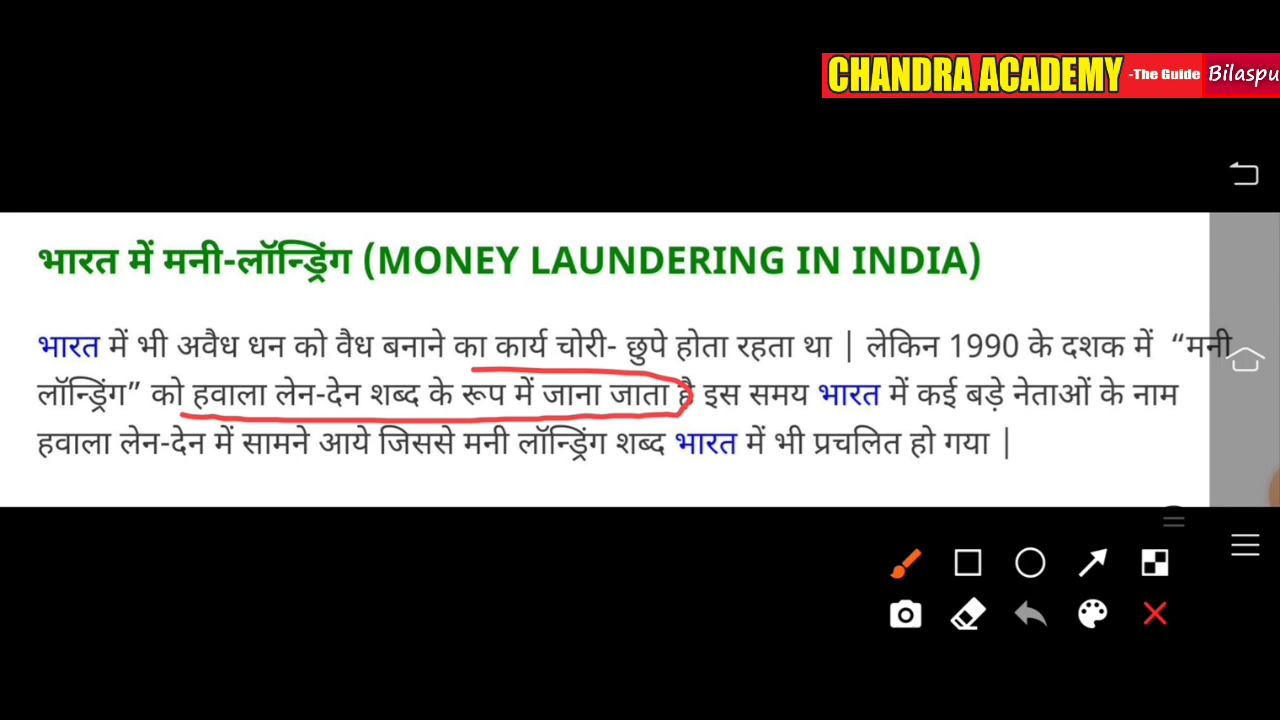 CHANDRA ACADEMY -The Guide Bilaspu
भारत में मनी-लॉन्ड्रिंग (MONEY LAUNDERING IN INDIA)
भारत में भी अवैध धन को वैध बनाने का कार्य चोरी- छुपे होता रहता था | लेकिन 1990 के दशक में “मनी
लॉन्ड्रिंग” को हवाला लेन-देन शब्द के रूप में जाना जाता है इस समय भारत में कई बड़े नेताओं के नाम
हवाला लेन-देन में सामने आये जिससे मनी लॉन्ड्रिंग शब्द भारत में भी प्रचलित हो गया |